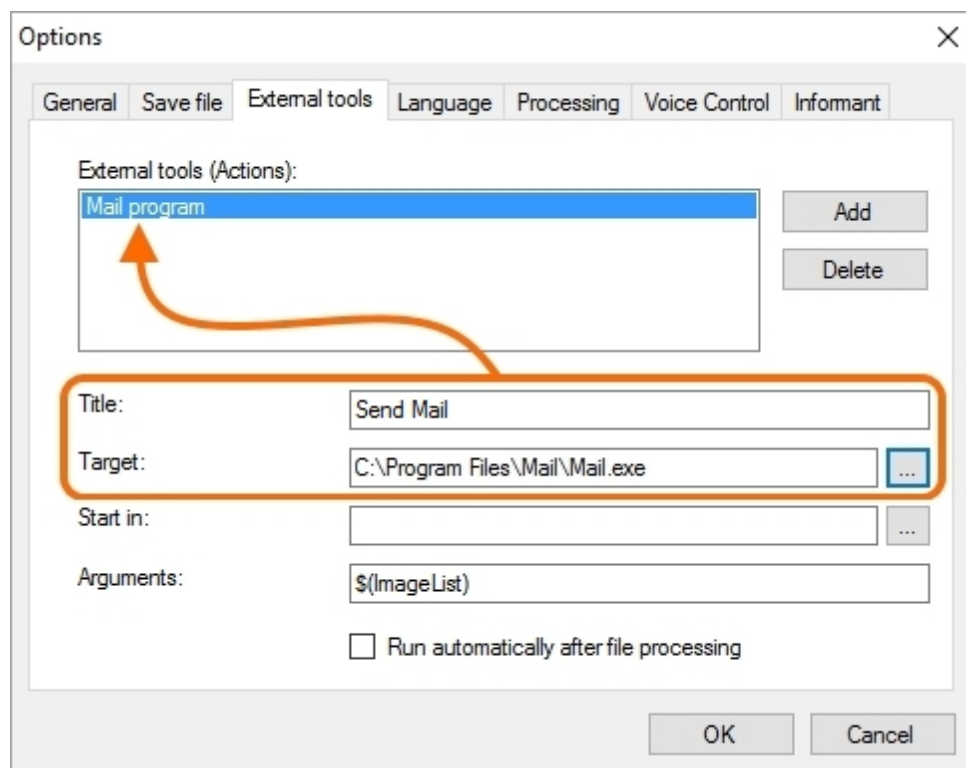 Options
General Save file External tools Language Processing Voice Control Informant
External tools (Actions):
Mail program
Add
Delete
Title: Send Mail
Target: C:\Program Files\Mail\Mail.exe ...
Start in: ...
Arguments: $(ImageList)
Run automatically after file processing
OK Cancel